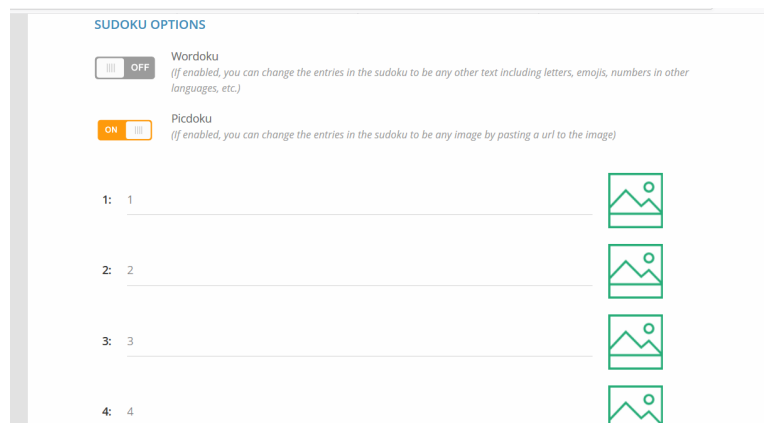 SUDOKU OPTIONS
OFF
Wordoku
(If enabled, you can change the entries in the sudoku to be any other text including letters, emojis, numbers in other
languages, etc.)
ON
Picdoku
(If enabled, you can change the entries in the sudoku to be any image by pasting a url to the image)
1: 1
2: 2
3: 3
4: 4